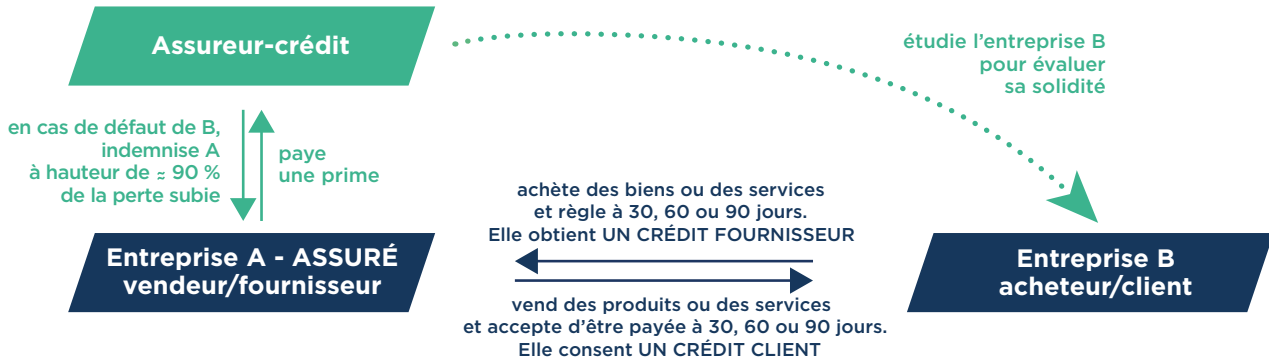 Assureur-crédit
étudie l’entreprise B
pour évaluer
sa solidité
en cas de défaut de B,
indemnise A
à hauteur de ≈ 90 %
de la perte subie
paye
une prime
achète des biens ou des services
et règle à 30, 60 ou 90 jours.
Elle obtient UN CRÉDIT FOURNISSEUR
Entreprise A - ASSURÉ
vendeur/fournisseur
Entreprise B
acheteur/client
vend des produits ou des services
et accepte d’être payée à 30, 60 ou 90 jours.
Elle consent UN CRÉDIT CLIENT